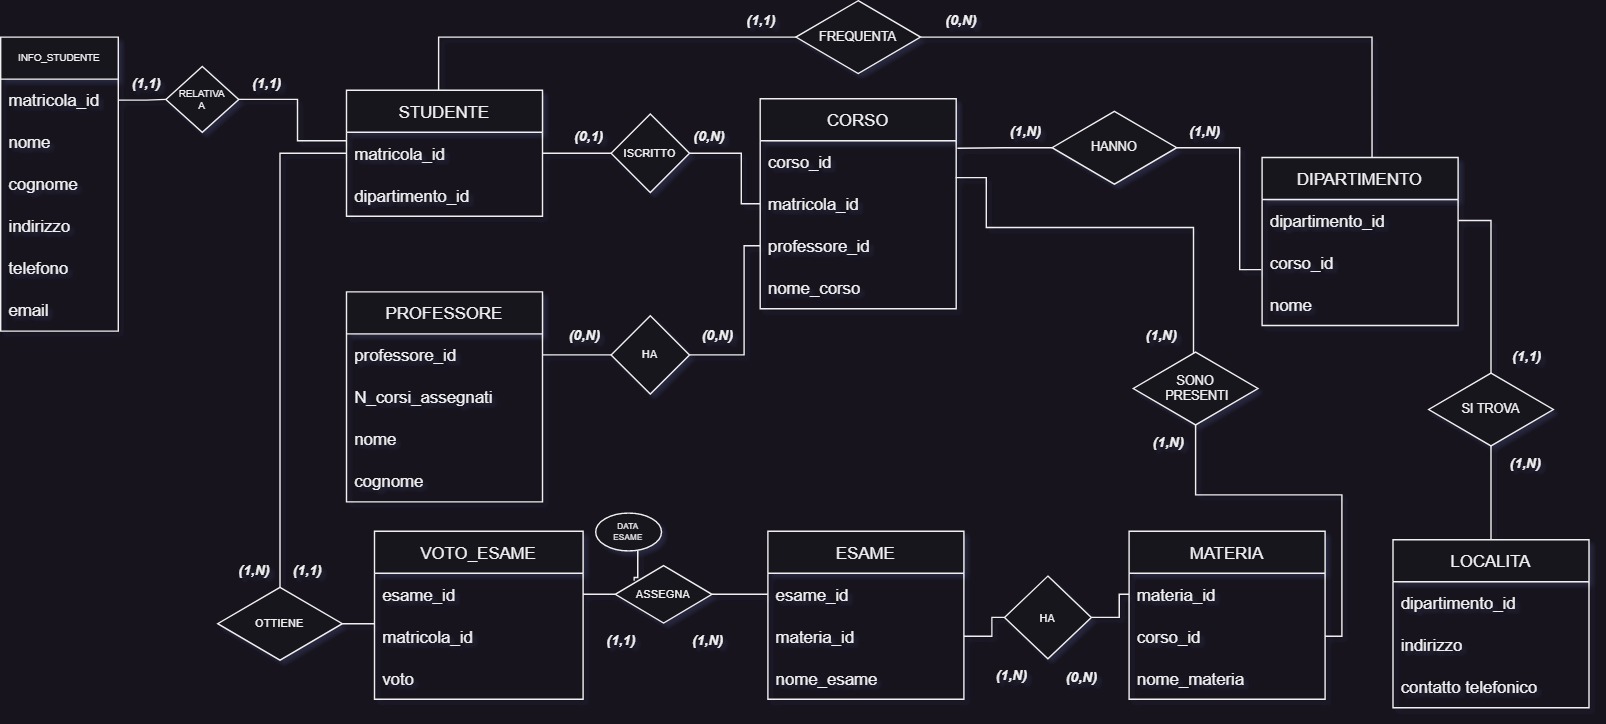 (1,1)
FREQUENTA
(0,N)
INFO_STUDENTE
matricola_id
nome
cognome
indirizzo
telefono
email
(1,1)
RELATIVA
A
(1,1)
STUDENTE
matricola_id
dipartimento_id
(0,1)
ISCRITTO
(0,N)
CORSO
corso_id
matricola_id
professore_id
nome_corso
(1,N)
HANNO
(1,N)
DIPARTIMENTO
dipartimento_id
corso_id
nome
PROFESSORE
professore_id
N_corsi_assegnati
nome
cognome
(0,N)
HA
(0,N)
(1,N)
SONO
PRESENTI
(1,N)
(1,1)
SI TROVA
(1,N)
(1,N)
(1,1)
OTTIENE
VOTO_ESAME
esame_id
matricola_id
voto
DATA
ESAME
ASSEGNA
(1,1)
(1,N)
ESAME
esame_id
materia_id
nome_esame
HA
(1,N)
(0,N)
MATERIA
materia_id
corso_id
nome_materia
LOCALITA
dipartimento_id
indirizzo
contatto telefonico